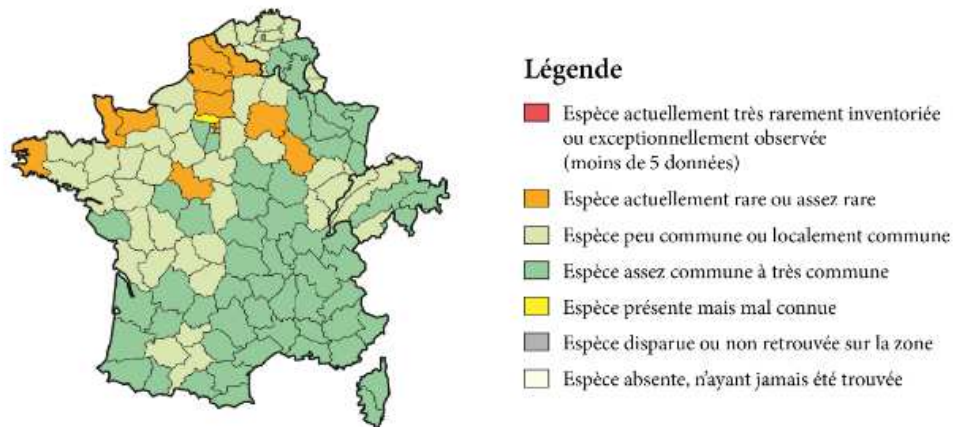 Légende
Espèce actuellement très rarement inventoriée
ou exceptionnellement observée
(moins de 5 données)
Espèce actuellement rare ou assez rare
Espèce peu commune ou localement commune
Espèce assez commune à très commune
Espèce présente mais mal connue
Espèce disparue ou non retrouvée sur la zone
Espèce absente, n'ayant jamais été trouvée